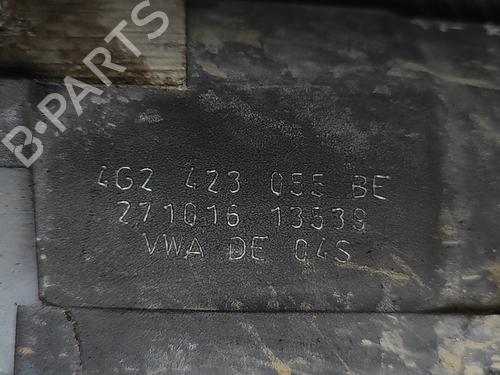 B-PARTS
4G2 423 055 BE
271016 13539
VWA DE 04S